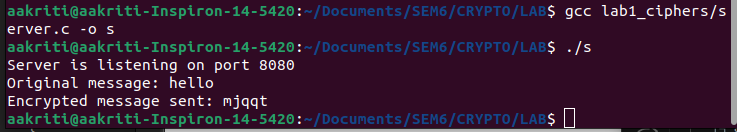 aakriti@aakriti-Inspiron-14-5420:~/Documents/SEM6/CRYPTO/LAB$ gcc lab1_ciphers/s
erver.c -o s
aakriti@aakriti-Inspiron-14-5420:~/Documents/SEM6/CRYPTO/LAB$ ./s
Server is listening on port 8080
Original message: hello
Encrypted message sent: mjqqt
aakriti@aakriti-Inspiron-14-5420:~/Documents/SEM6/CRYPTO/LAB$